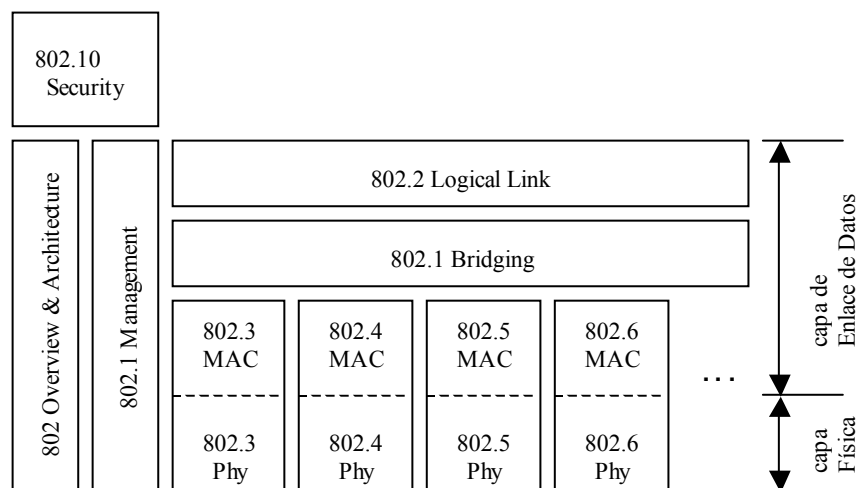 802.10
Security
802 Overview & Architecture
802.1 Management
802.2 Logical Link
802.1 Bridging
802.3
MAC
802.4
MAC
802.5
MAC
802.6
MAC
...
802.3
Phy
802.4
Phy
802.5
Phy
802.6
Phy
capa de
Enlace de Datos
capa
Física